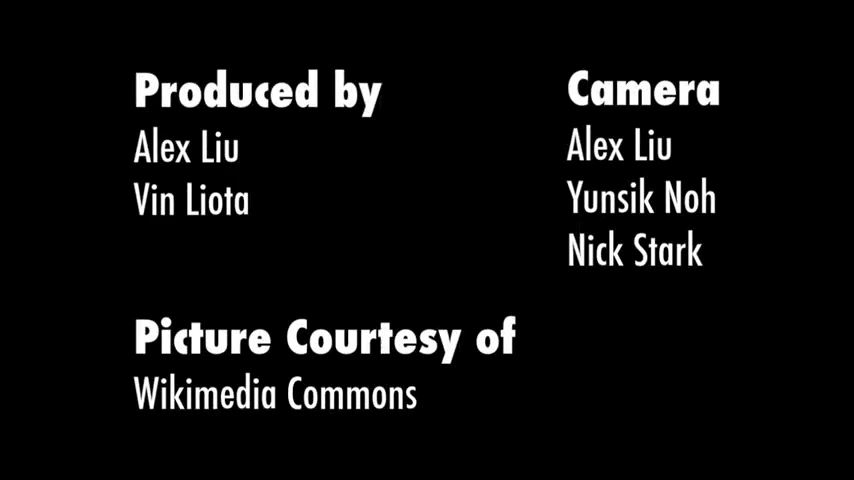 Produced by
Alex Liu
Vin Liota
Camera
Alex Liu
Yunsik Noh
Nick Stark
Picture Courtesy of
Wikimedia Commons